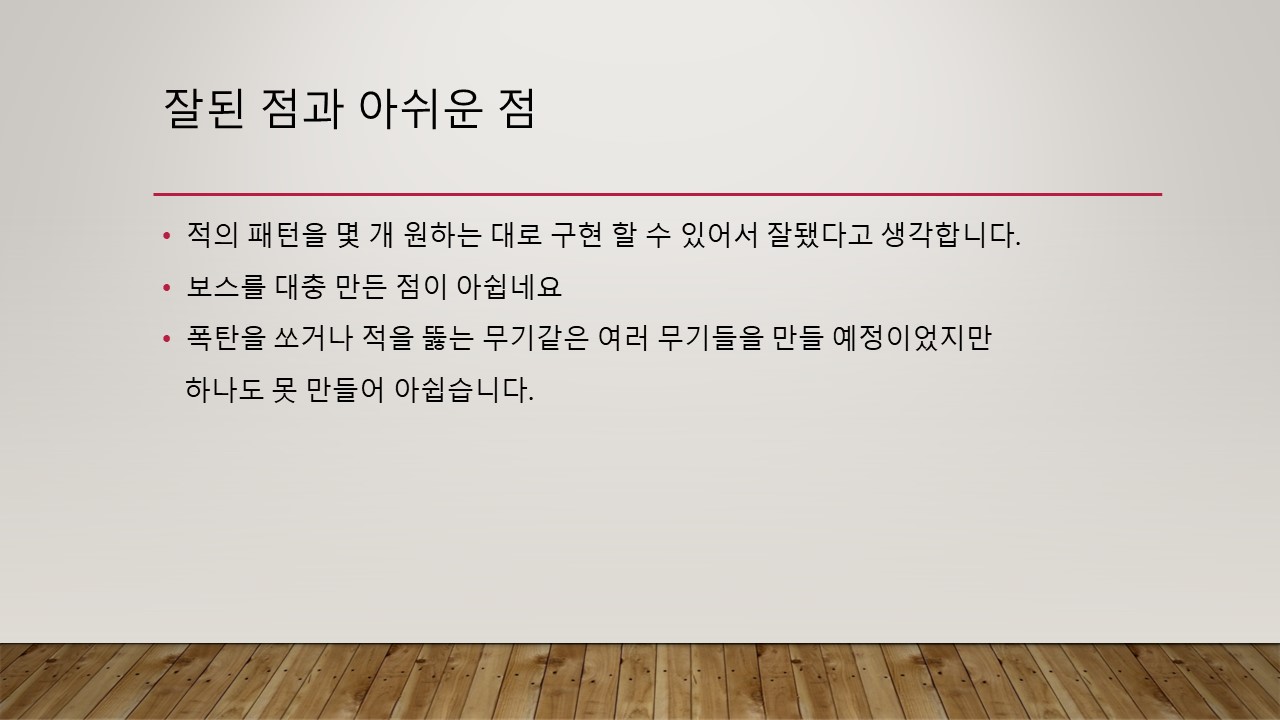 잘된 점과 아쉬운 점
• 적의 패턴을 몇 개 원하는 대로 구현 할 수 있어서 잘됐다고 생각합니다.
• 보스를 대충 만든 점이 아쉽네요
• 폭탄을 쏘거나 적을 뚫는 무기같은 여러 무기들을 만들 예정이었지만
하나도 못 만들어 아쉽습니다.